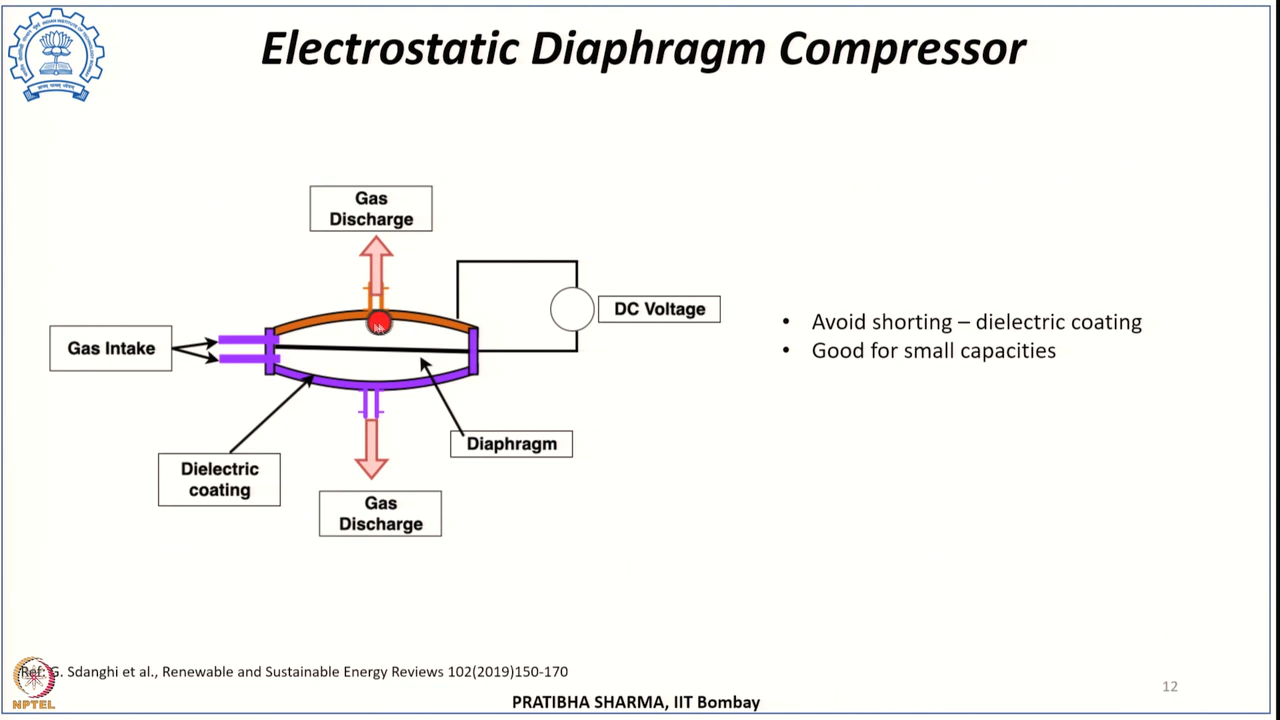 Electrostatic Diaphragm Compressor
Gas
Discharge
DC Voltage
Gas Intake
• Avoid shorting – dielectric coating
• Good for small capacities
Diaphragm
Dielectric
coating
Gas
Discharge
Ref: G. Sdanghi et al., Renewable and Sustainable Energy Reviews 102(2019)150-170
NPTEL
PRATIBHA SHARMA, IIT Bombay
12